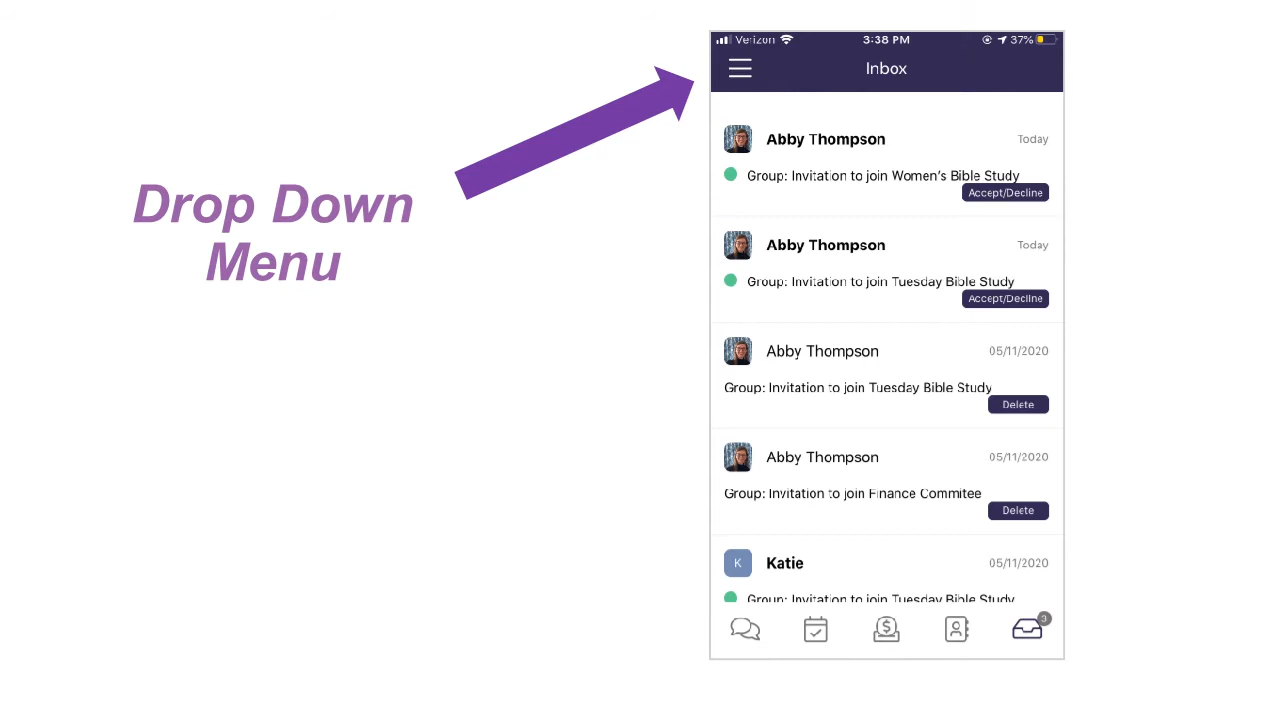 Drop Down
Menu
Verizon 3:38 PM 37%
Inbox
Abby Thompson Today
Group: Invitation to join Women's Bible Study
Accept/Decline
Abby Thompson Today
Group: Invitation to join Tuesday Bible Study
Accept/Decline
Abby Thompson 05/11/2020
Group: Invitation to join Tuesday Bible Study
Delete
Abby Thompson 05/11/2020
Group: Invitation to join Finance Commitee
Delete
K Katie 05/11/2020
Group: Invitation to join Tuesday Bible Study
$ 3